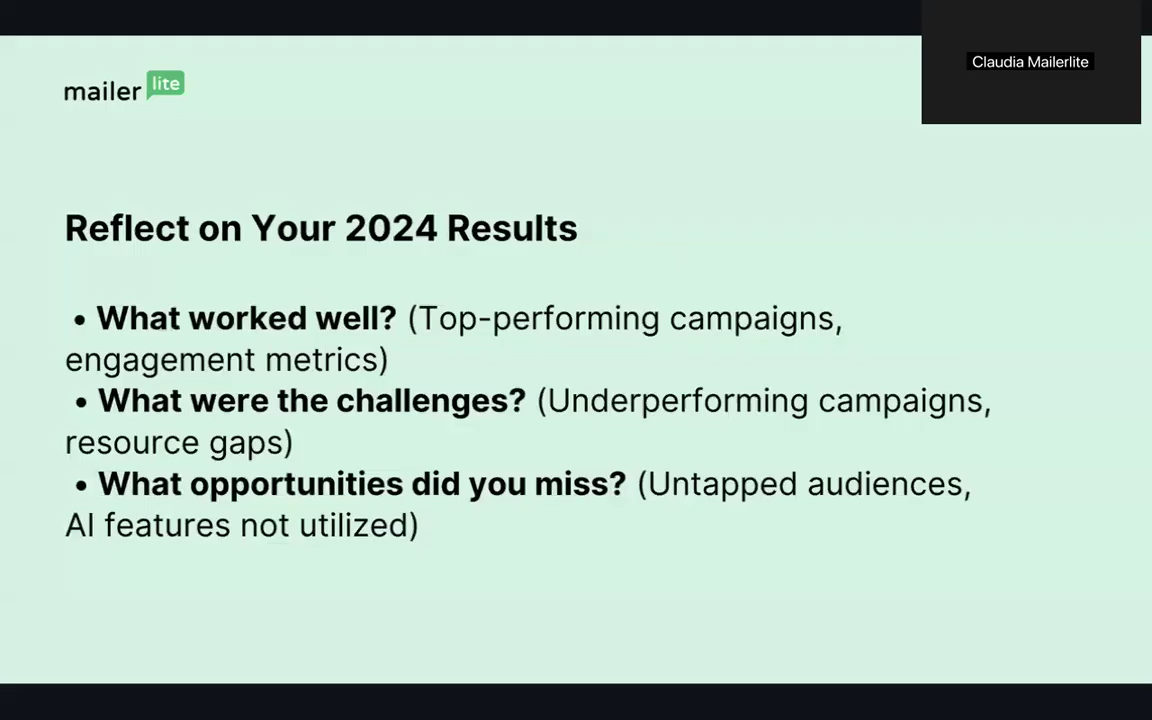 Claudia Mailerlite
mailer lite
Reflect on Your 2024 Results
• What worked well? (Top-performing campaigns,
engagement metrics)
• What were the challenges? (Underperforming campaigns,
resource gaps)
• What opportunities did you miss? (Untapped audiences,
AI features not utilized)